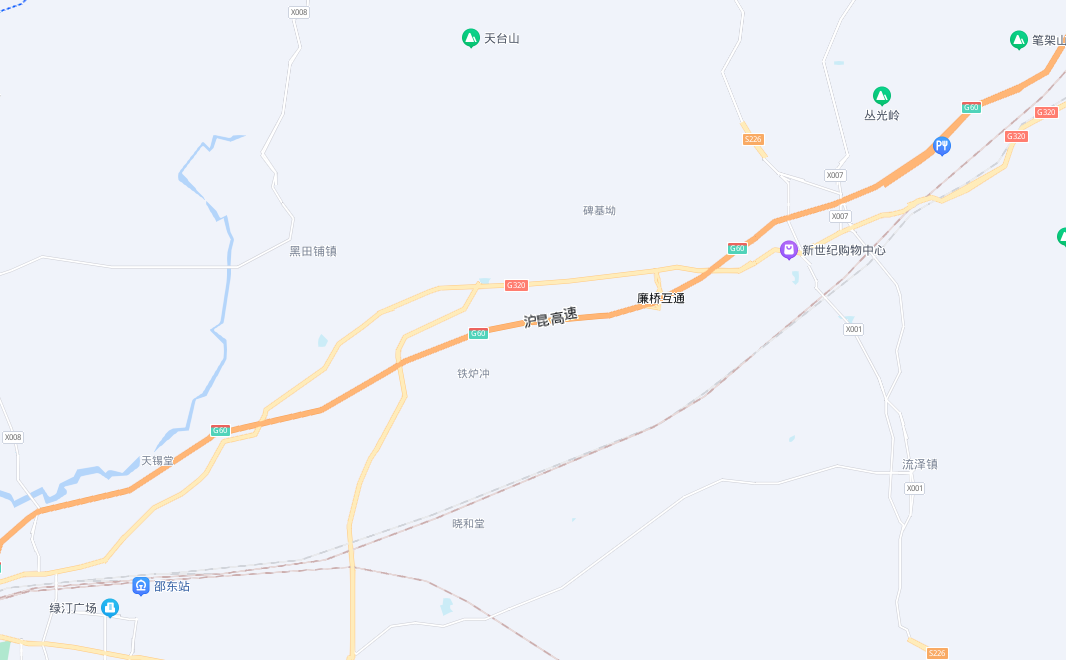 X008
天台山
笔架山
丛光岭
G60
G320
G320
S226
X007
碑基坳
X007
黑田铺镇
G60
新世纪购物中心
G320
廉桥互通
沪昆高速
G60
X001
铁炉冲
G60
X008
天锡堂
流泽镇
X001
晓和堂
邵东站
绿汀广场
S226